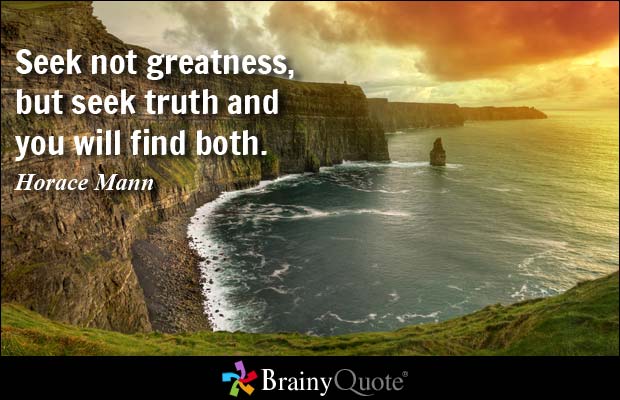 Seek not greatness,
but seek truth and
you will find both.
Horace Mann
BrainyQuote®